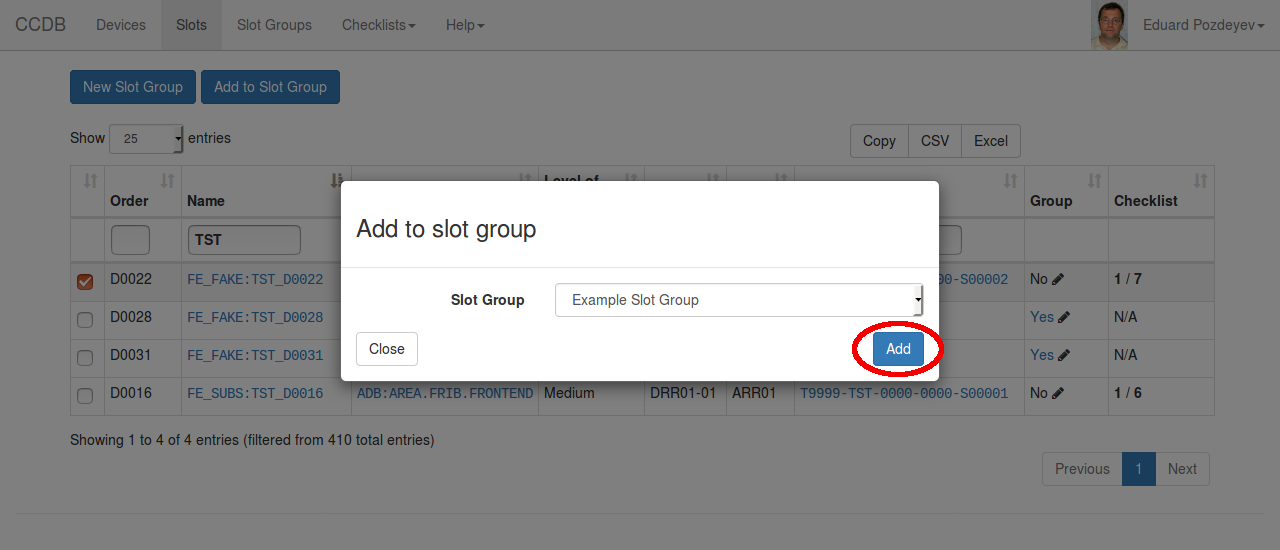 CCDB Devices Slots Slot Groups Checklists Help Eduard Pozdeyev
New Slot Group Add to Slot Group
Show 25 entries Copy CSV Excel
Level of
Order Name Group Checklist
TST
Add to slot group
D0022 FE_FAKE:TST_D0022 00-S00002 No 1 / 7
Slot Group Example Slot Group
D0028 FE_FAKE:TST_D0028 Yes N/A
Close Add
D0031 FE_FAKE:TST_D0031 Yes N/A
D0016 FE_SUBS:TST_D0016 ADB:AREA.FRIB.FRONTEND Medium DRR01-01 ARR01 T9999-TST-0000-0000-S00001 No 1 / 6
Showing 1 to 4 of 4 entries (filtered from 410 total entries)
Previous 1 Next